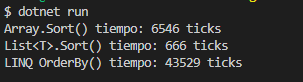 $ dotnet run
Array.Sort() tiempo: 6546 ticks
List<T>.Sort() tiempo: 666 ticks
LINQ OrderBy() tiempo: 43529 ticks